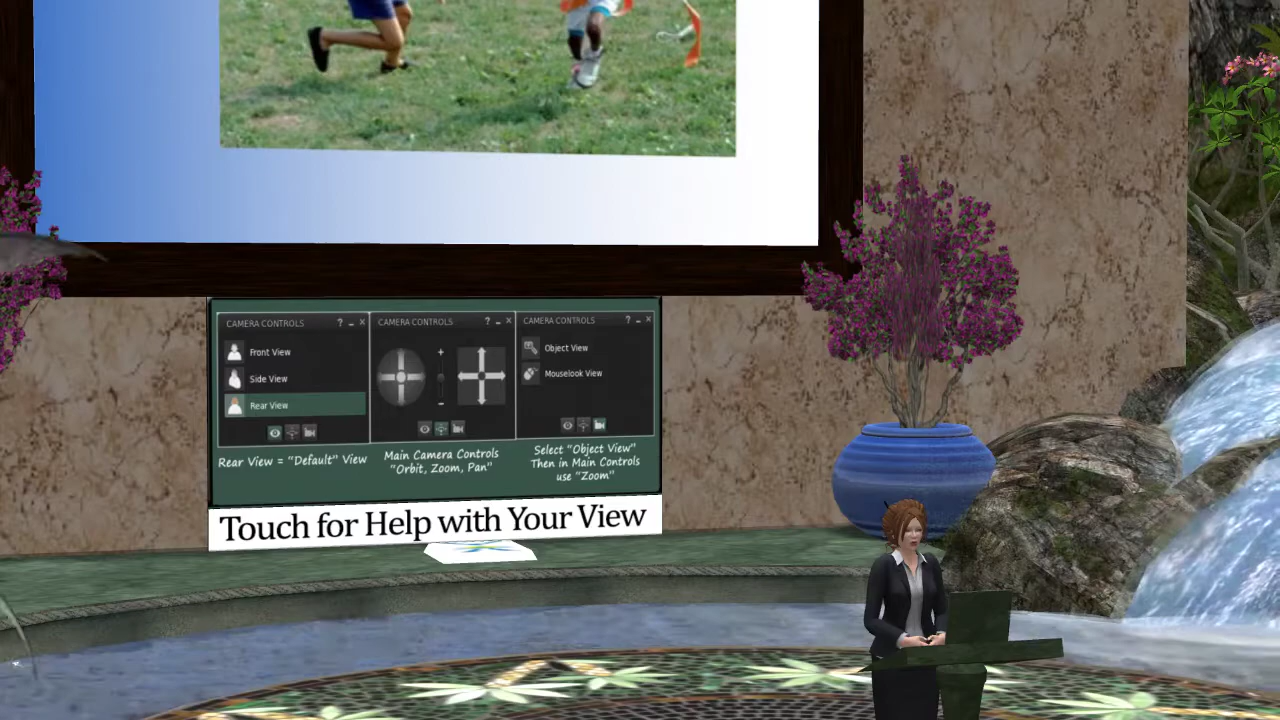 CAMERA CONTROLS ? _ ×
Front View
Side View
Rear View
Rear View = "Default" View
CAMERA CONTROLS ? _ ×
+
-
Main Camera Controls
"Orbit, Zoom, Pan"
CAMERA CONTROLS ? _ ×
Object View
Mouselook View
Select "Object View"
Then in Main Controls
use "Zoom"
Touch for Help with Your View